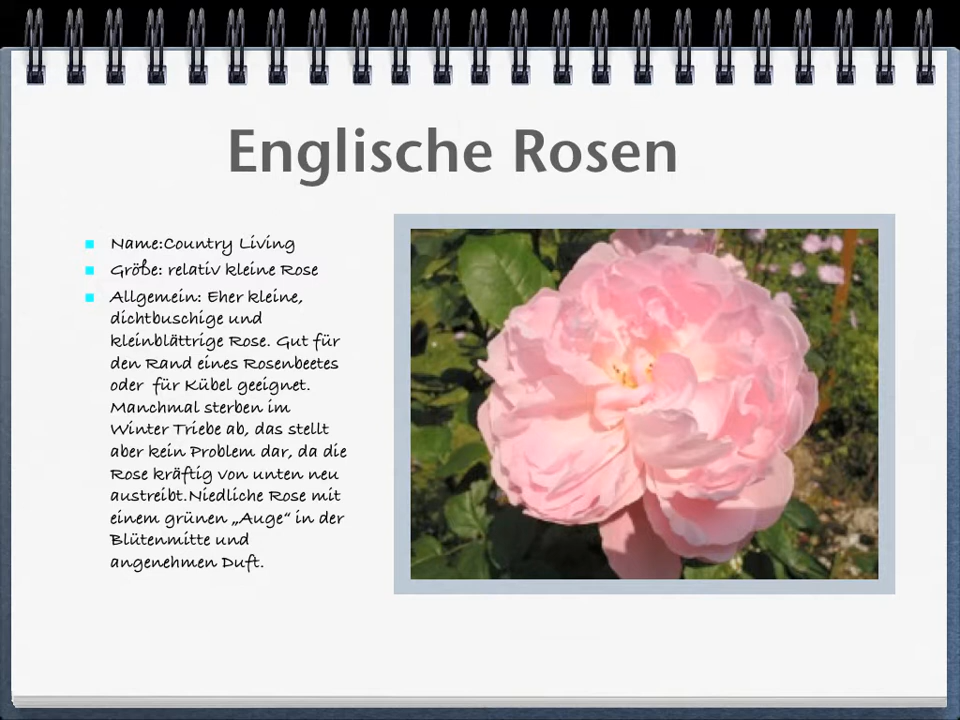 Englische Rosen
Name:Country Living
Größe: relativ kleine Rose
Allgemein: Eher kleine,
dichtbuschige und
kleinblättrige Rose. Gut für
den Rand eines Rosenbeetes
oder für Kübel geeignet.
Manchmal sterben im
Winter Triebe ab, das stellt
aber kein Problem dar, da die
Rose kräftig von unten neu
austreibt.Niedliche Rose mit
einem grünen „Auge“ in der
Blütenmitte und
angenehmen Duft.